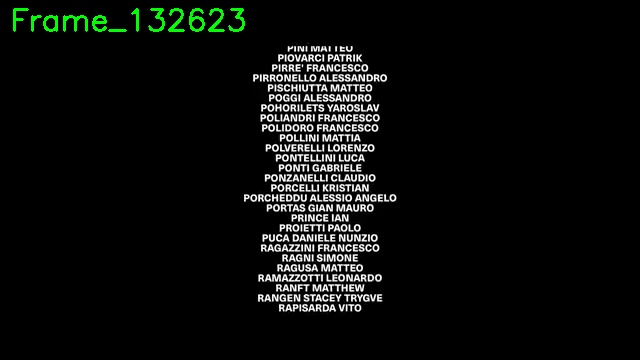 Frame_132623
PINI MATTEO
PIOVARCI PATRIK
PIRRE' FRANCESCO
PIRRONELLO ALESSANDRO
PISCHIUTTA MATTEO
POGGI ALESSANDRO
POHORILETS YAROSLAV
POLIANDRI FRANCESCO
POLIDORO FRANCESCO
POLLINI MATTIA
POLVERELLI LORENZO
PONTELLINI LUCA
PONTI GABRIELE
PONZANELLI CLAUDIO
PORCELLI KRISTIAN
PORCHEDDU ALESSIO ANGELO
PORTAS GIAN MAURO
PRINCE IAN
PROIETTI PAOLO
PUCA DANIELE NUNZIO
RAGAZZINI FRANCESCO
RAGNI SIMONE
RAGUSA MATTEO
RAMAZZOTTI LEONARDO
RANFT MATTHEW
RANGEN STACEY TRYGVE
RAPISARDA VITO